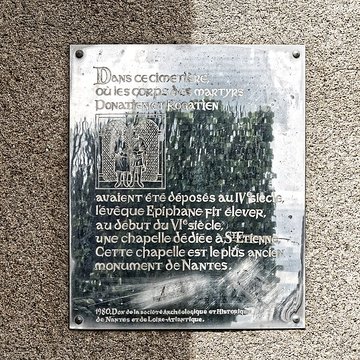 Dans ce cimetière,
où les corps des martyrs
Donatien et Rogatien
avaient été déposés au IVe siècle,
l'évêque Epiphane fit élever,
au début du VIe siècle,
une chapelle dédiée à St Etienne.
Cette chapelle est le plus ancien
monument de Nantes.
1980. Don de la société Archéologique et Historique
de Nantes et de Loire-Atlantique.